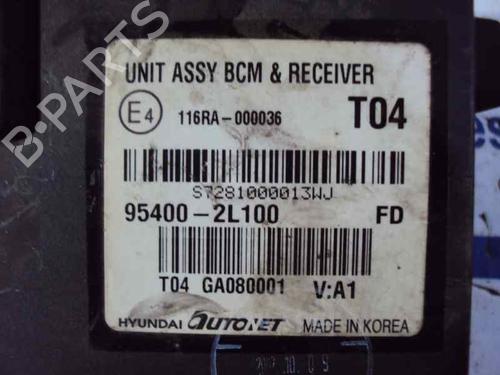 UNIT ASSY BCM & RECEIVER
E4 116RA-000036 T04
S7281000013WJ
95400-2L100 FD
T04 GA080001 V:A1
HYUNDAI AUTONET MADE IN KOREA
B-PARTS